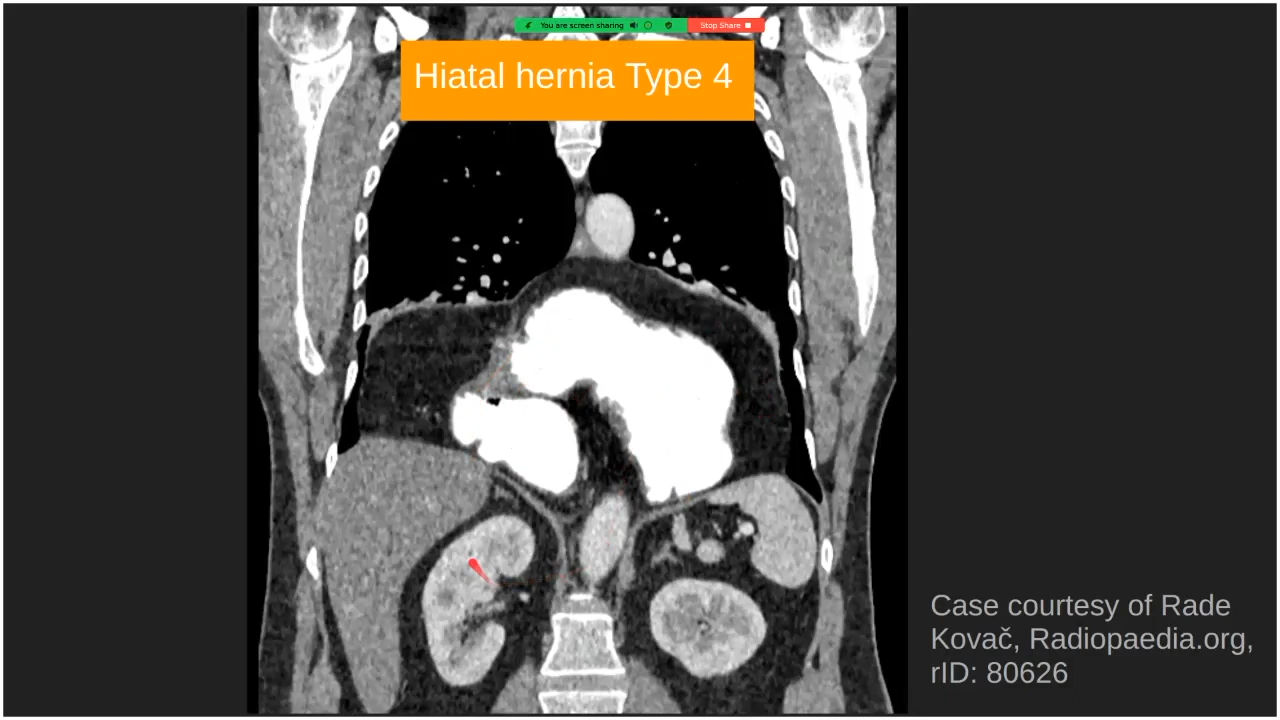 You are screen sharing
Stop Share
Hiatal hernia Type 4
Case courtesy of Rade
Kovač, Radiopaedia.org,
rID: 80626